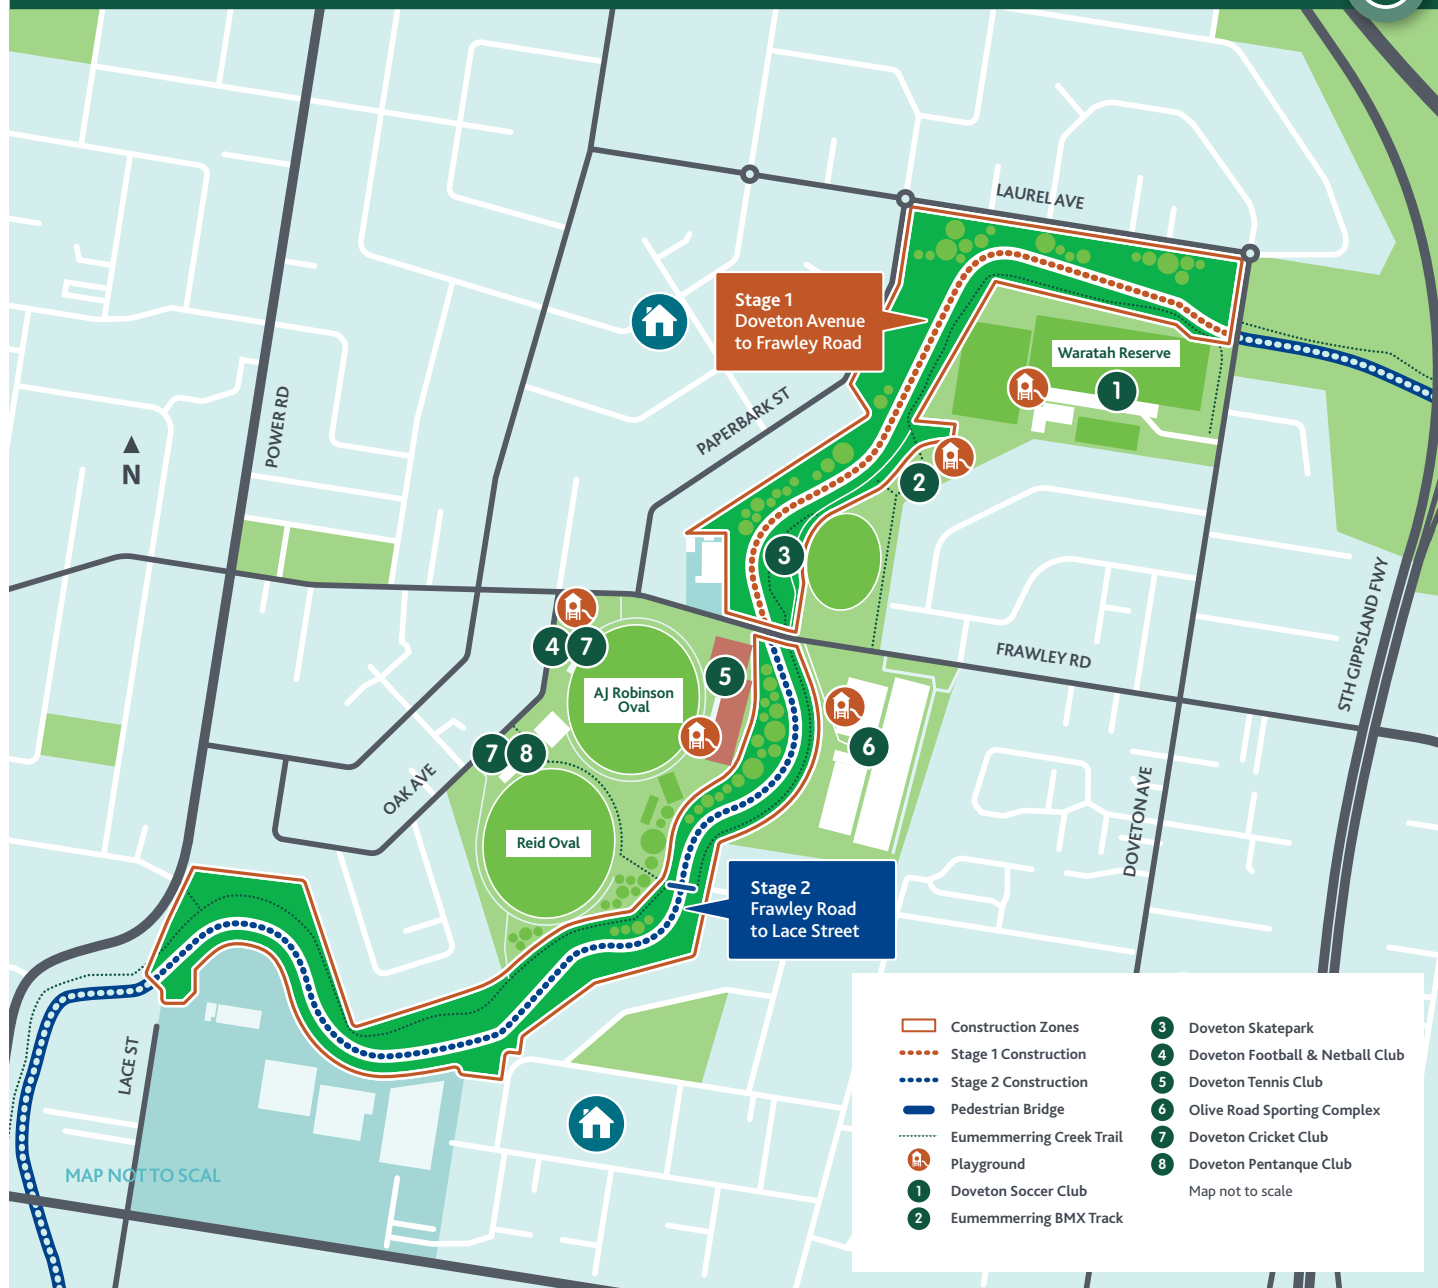 LAUREL AVE
Stage 1
Doveton Avenue
to Frawley Road
Waratah Reserve
1
POWER RD
PAPERBARK ST
N
2
3
STH GIPPSLAND FWY
4
7
FRAWLEY RD
5
AJ Robinson
Oval
6
7
8
OAK AVE
DOVETON AVE
Reid Oval
Stage 2
Frawley Road
to Lace Street
LACE ST
MAP NOT TO SCAL
Construction Zones
Stage 1 Construction
Stage 2 Construction
Pedestrian Bridge
Eumemmerring Creek Trail
Playground
1 Doveton Soccer Club
2 Eumemmerring BMX Track
3 Doveton Skatepark
4 Doveton Football & Netball Club
5 Doveton Tennis Club
6 Olive Road Sporting Complex
7 Doveton Cricket Club
8 Doveton Pentanque Club
Map not to scale